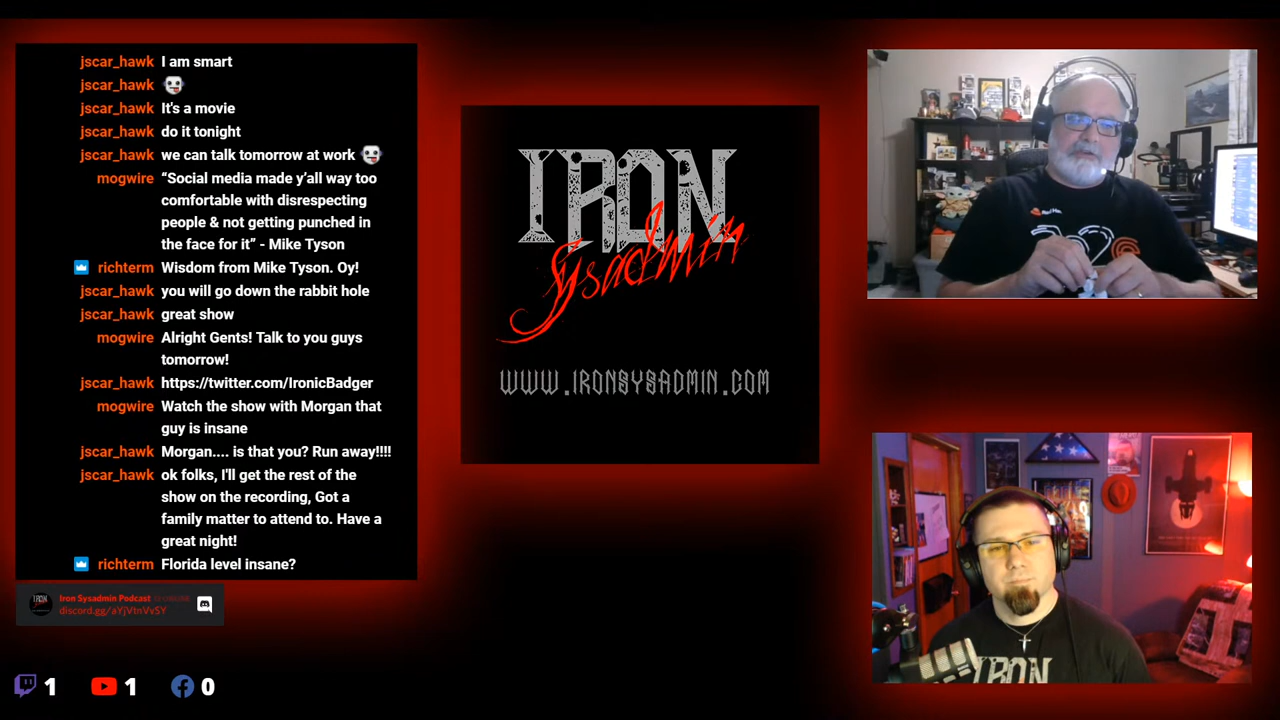 jscar_hawk I am smart
jscar_hawk
jscar_hawk It's a movie
jscar_hawk do it tonight
jscar_hawk we can talk tomorrow at work
mogwire “Social media made y’all way too
comfortable with disrespecting
people & not getting punched in
the face for it” - Mike Tyson
richterm Wisdom from Mike Tyson. Oy!
jscar_hawk you will go down the rabbit hole
jscar_hawk great show
mogwire Alright Gents! Talk to you guys
tomorrow!
jscar_hawk https://twitter.com/IronicBadger
mogwire Watch the show with Morgan that
guy is insane
jscar_hawk Morgan.... is that you? Run away!!!!
jscar_hawk ok folks, I'll get the rest of the
show on the recording, Got a
family matter to attend to. Have a
great night!
richterm Florida level insane?
Iron Sysadmin Podcast
discord.gg/aYjVtnVvSY
1 1 0
IRON
Sysadmin
WWW.IRONSYSADMIN.COM
Red Hat
IRON